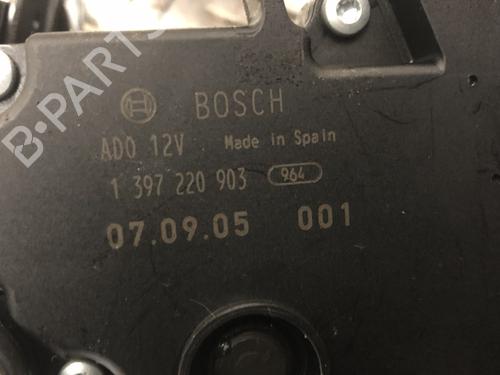 BOSCH
ADO 12V Made in Spain
1 397 220 903 964
07.09.05 001
B-PARTS